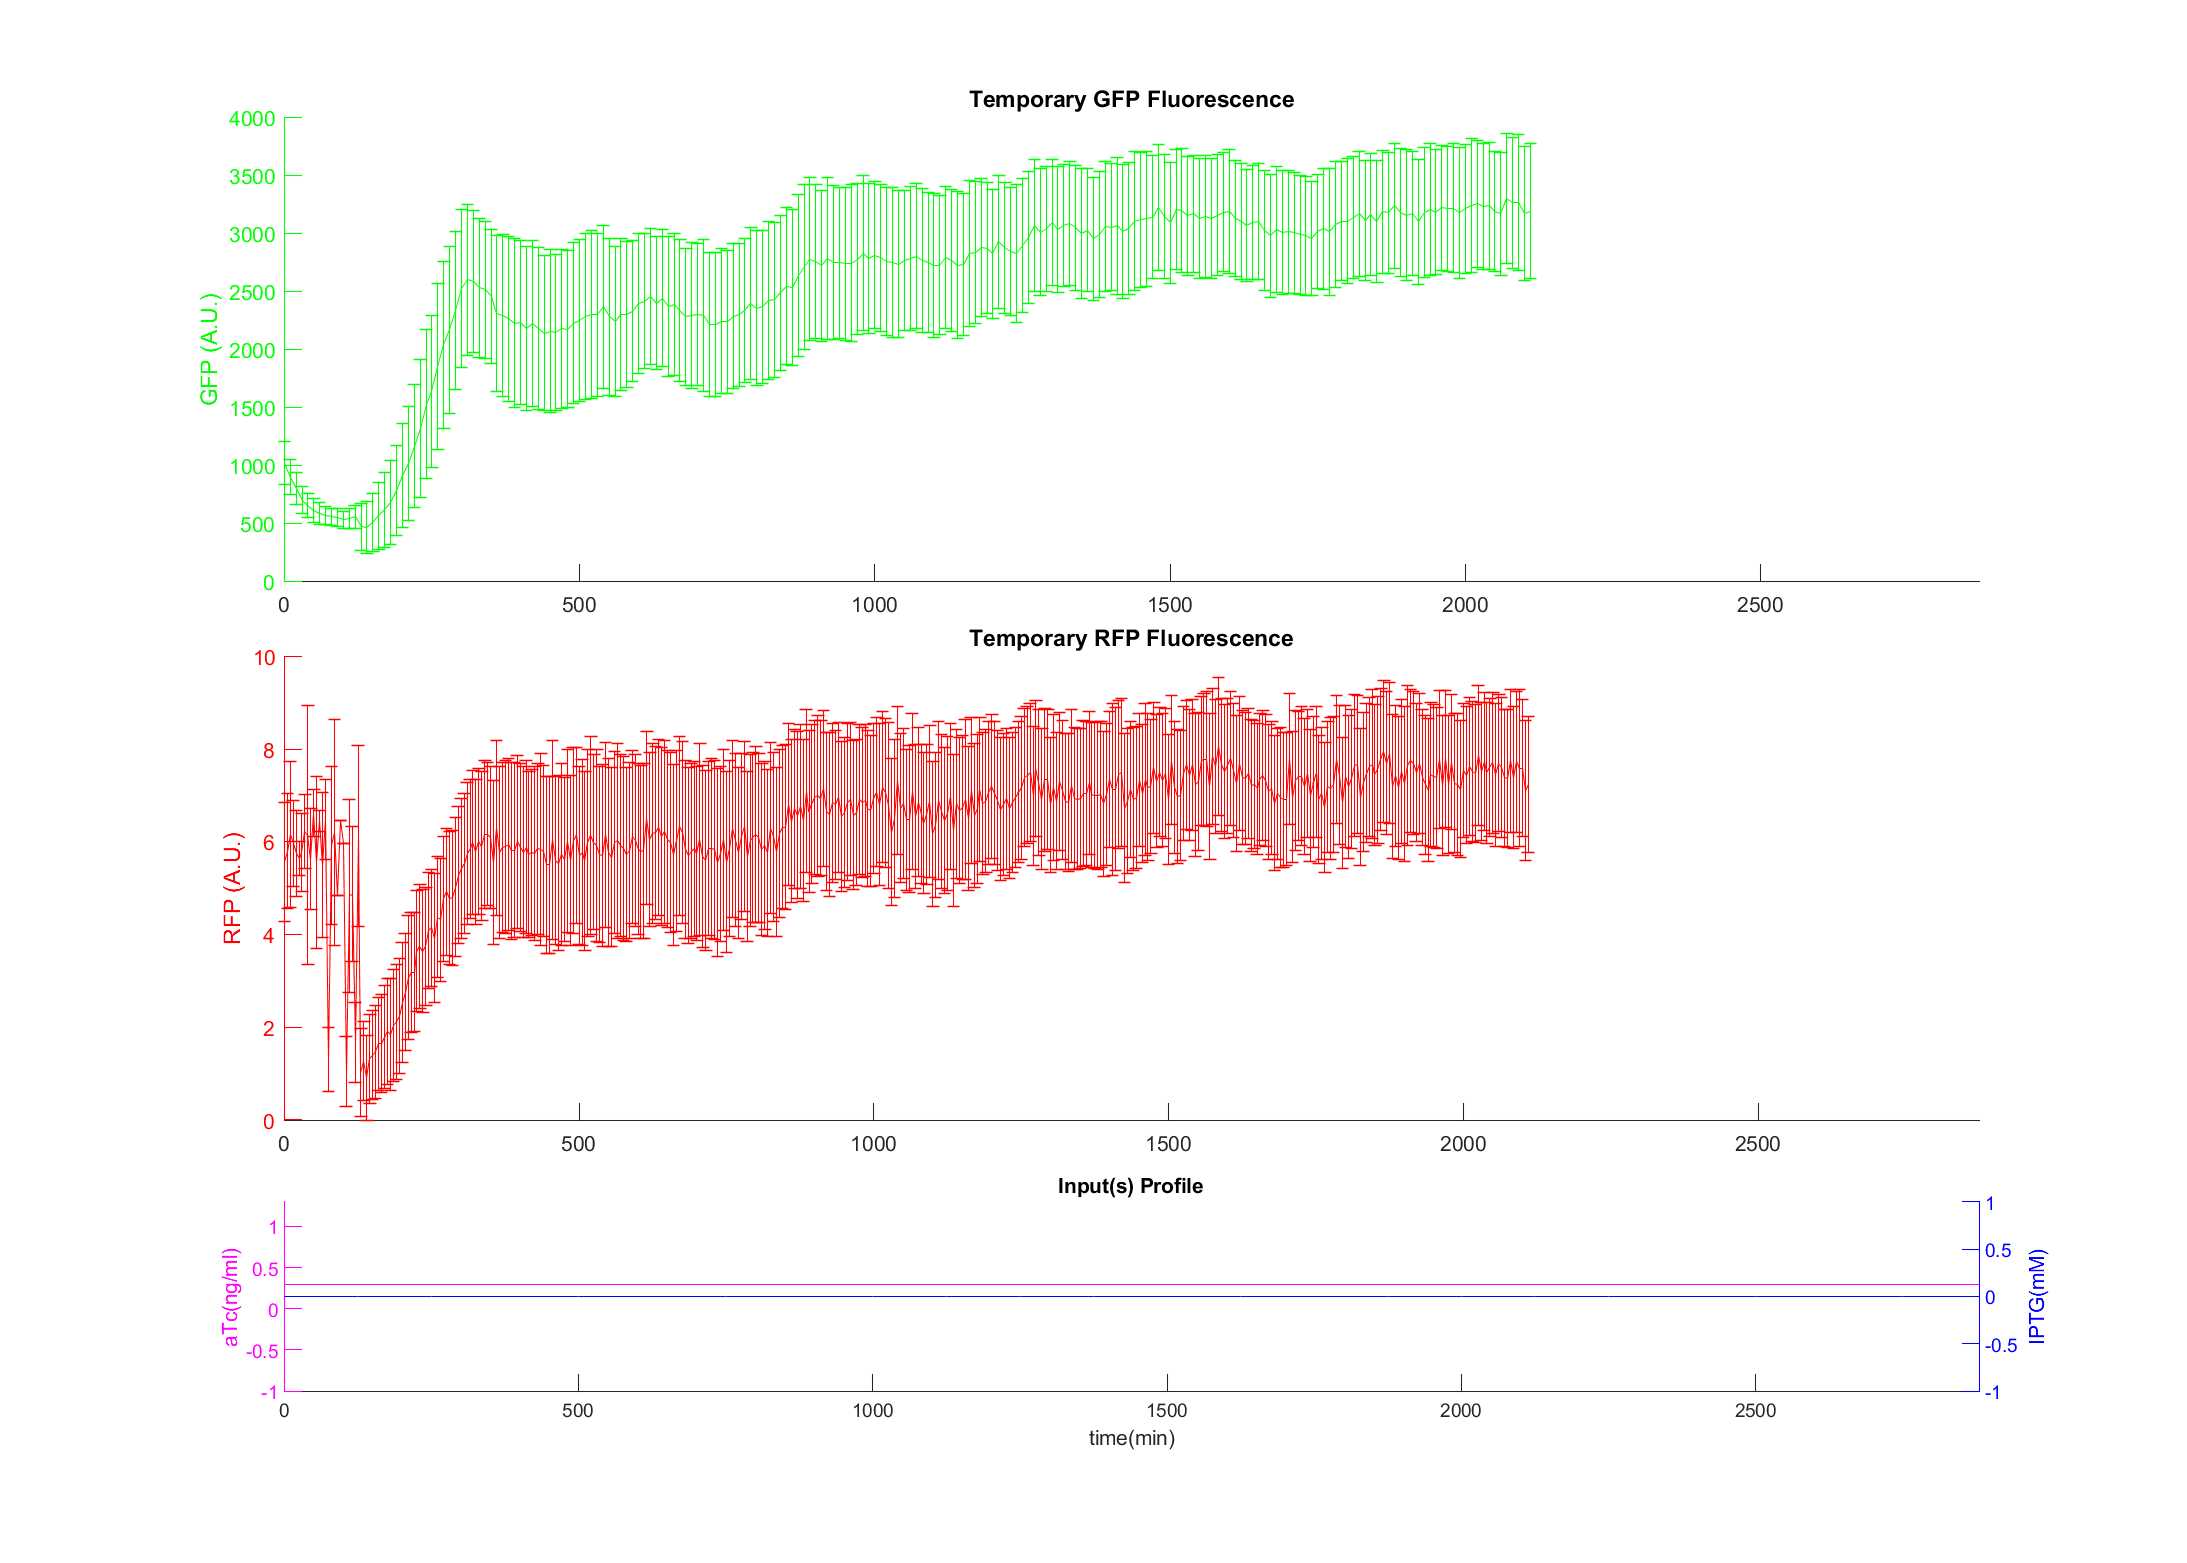 Temporary GFP Fluorescence
4000
3500
3000
2500
2000
1500
1000
500
0
GFP (A.U.)
0 500 1000 1500 2000 2500
Temporary RFP Fluorescence
10
8
6
4
2
0
RFP (A.U.)
0 500 1000 1500 2000 2500
Input(s) Profile
1
0.5
0
-0.5
-1
aTc(ng/ml)
1
0.5
0
-0.5
-1
IPTG(mM)
0 500 1000 1500 2000 2500
time(min)